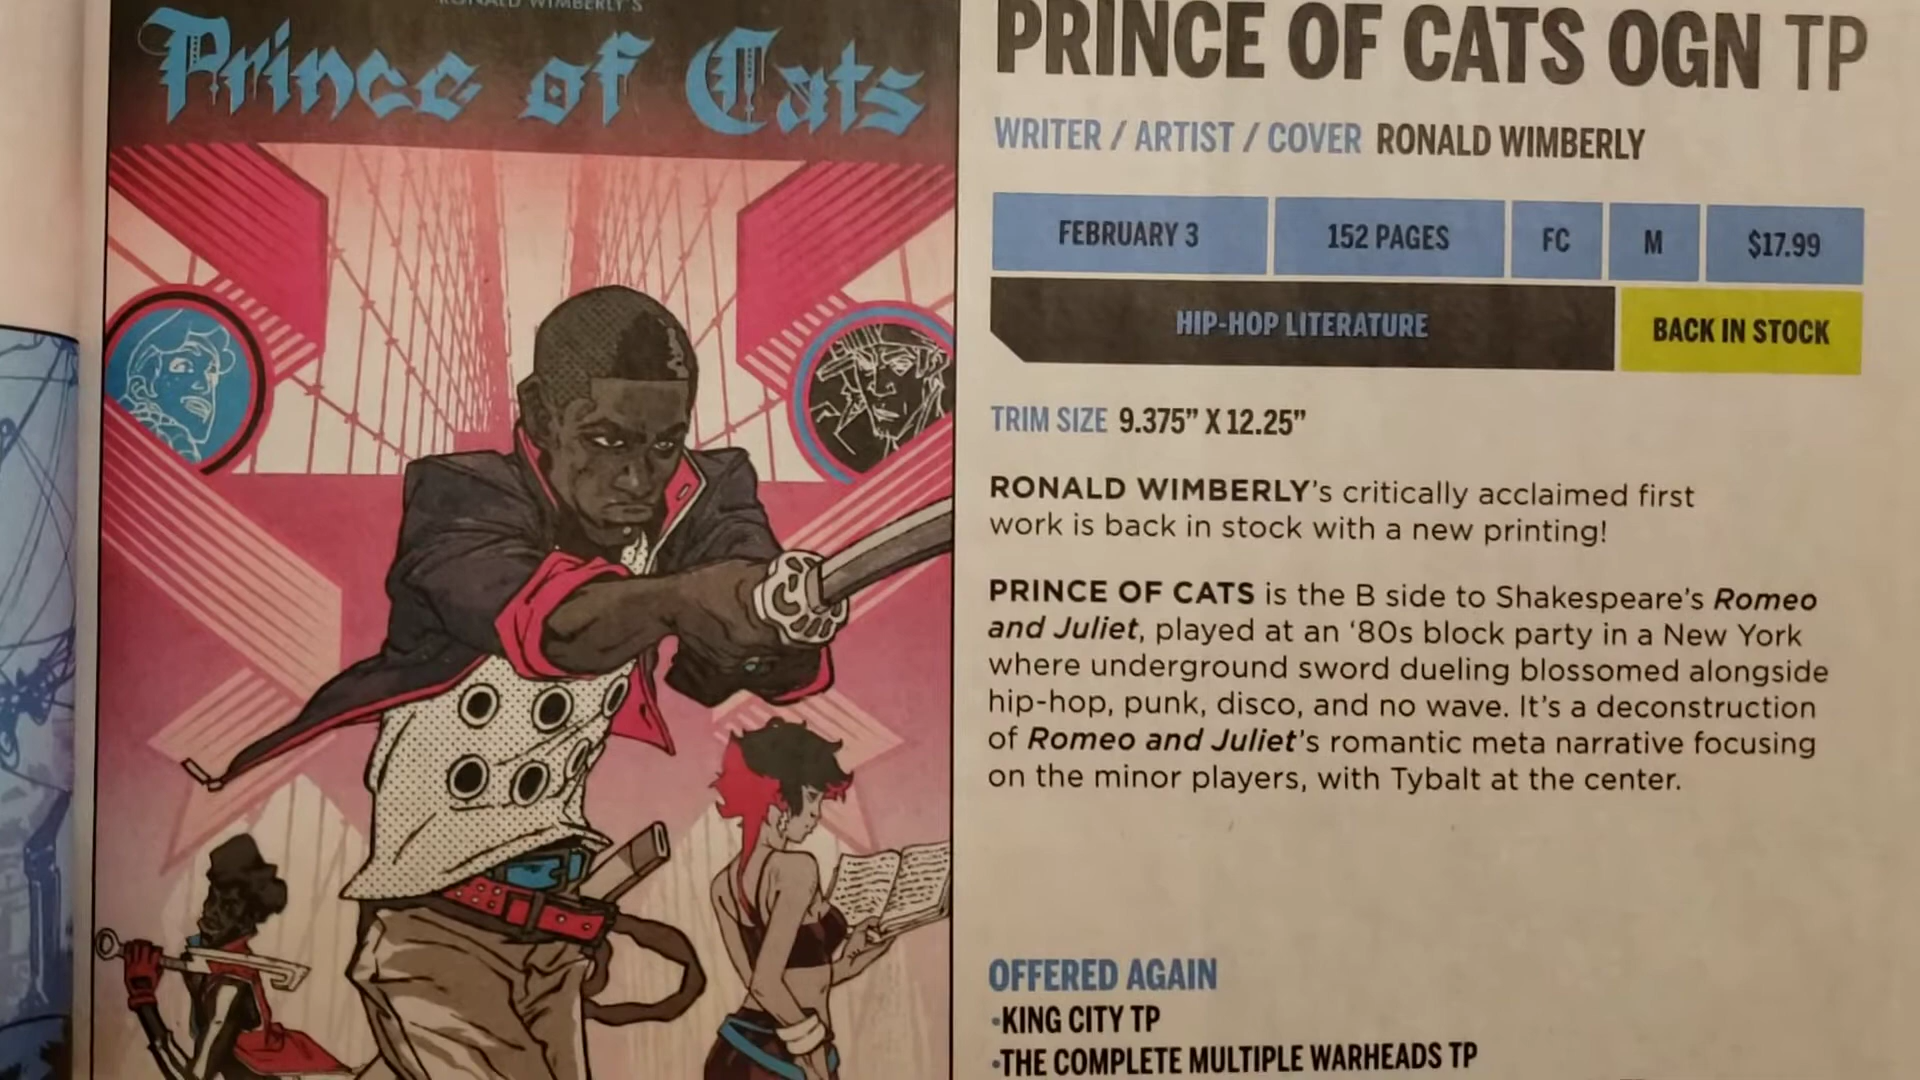 RONALD WIMBERLY'S
Prince of Cats
PRINCE OF CATS OGN TP
WRITER / ARTIST / COVER RONALD WIMBERLY
FEBRUARY 3
152 PAGES
FC
M
$17.99
HIP-HOP LITERATURE
BACK IN STOCK
TRIM SIZE 9.375” X 12.25”
RONALD WIMBERLY's critically acclaimed first
work is back in stock with a new printing!
PRINCE OF CATS is the B side to Shakespeare's Romeo
and Juliet, played at an ‘80s block party in a New York
where underground sword dueling blossomed alongside
hip-hop, punk, disco, and no wave. It's a deconstruction
of Romeo and Juliet's romantic meta narrative focusing
on the minor players, with Tybalt at the center.
OFFERED AGAIN
•KING CITY TP
•THE COMPLETE MULTIPLE WARHEADS TP